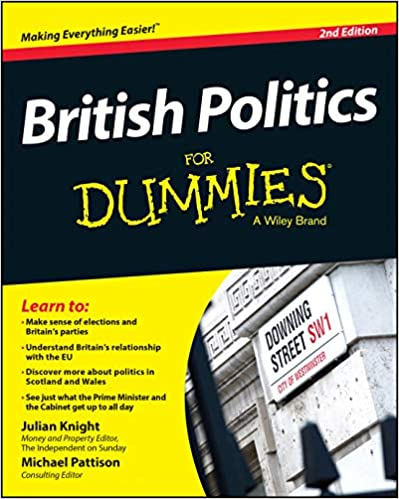 Making Everything Easier!™
2nd Edition
British Politics
FOR
DUMMIES®
A Wiley Brand
Learn to:
• Make sense of elections and
Britain's parties
• Understand Britain's relationship
with the EU
• Discover more about politics in
Scotland and Wales
• See just what the Prime Minister and
the Cabinet get up to all day
Julian Knight
Money and Property Editor,
The Independent on Sunday
Michael Pattison
Consulting Editor
DOWNING
STREET SW1
CITY OF WESTMINSTER